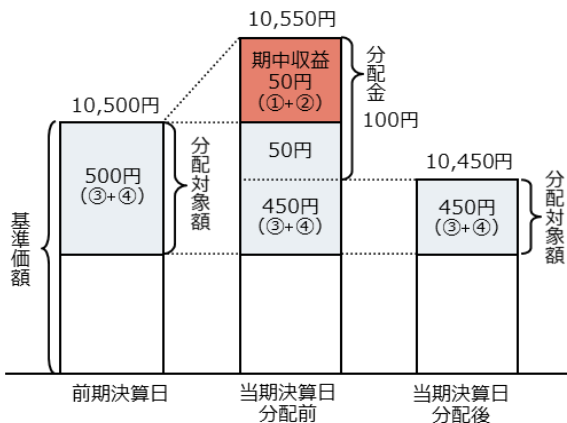 10,550円
期中収益
50円
(①+②)
分配金
100円
10,500円
500円
(③+④)
分配対象額
50円
450円
(③+④)
10,450円
450円
(③+④)
分配対象額
基準価額
前期決算日
当期決算日
分配前
当期決算日
分配後